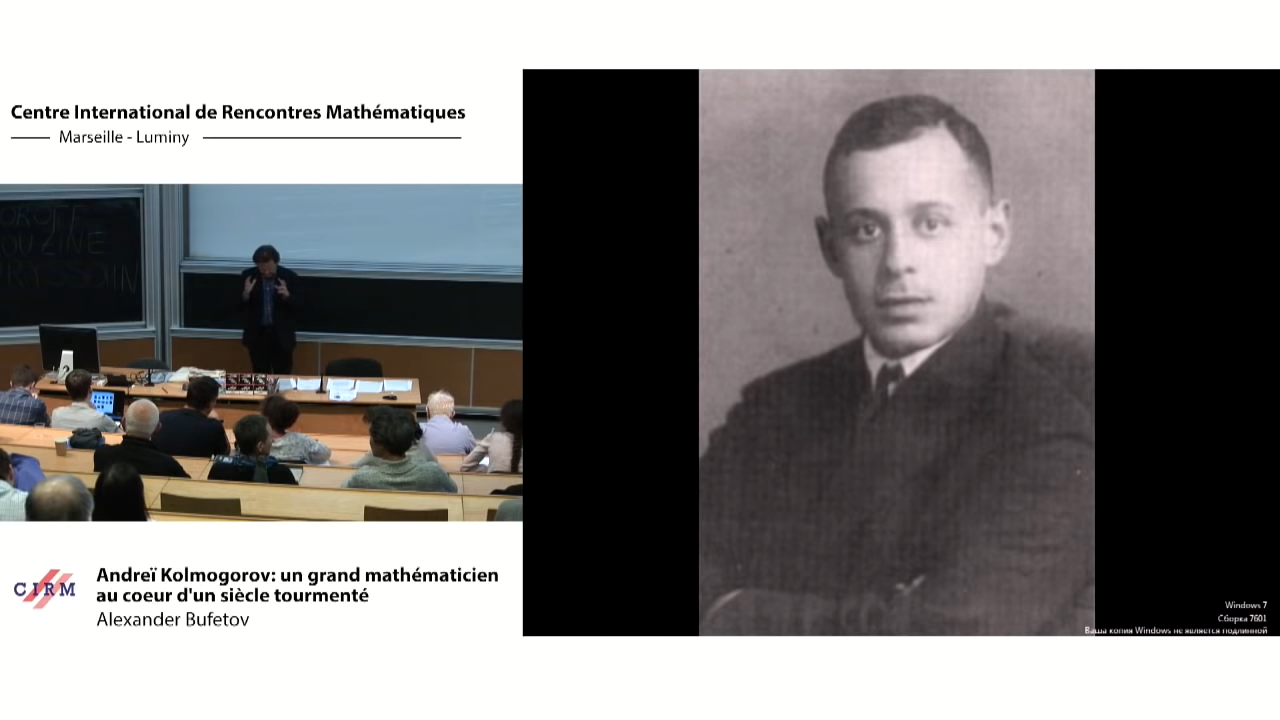 Centre International de Rencontres Mathématiques
Marseille - Luminy
OUZINE
CIRM
Andreï Kolmogorov: un grand mathématicien
au coeur d'un siècle tourmenté
Alexander Bufetov
Windows 7
Сборка 7601
Ваша копия Windows не является подлинной